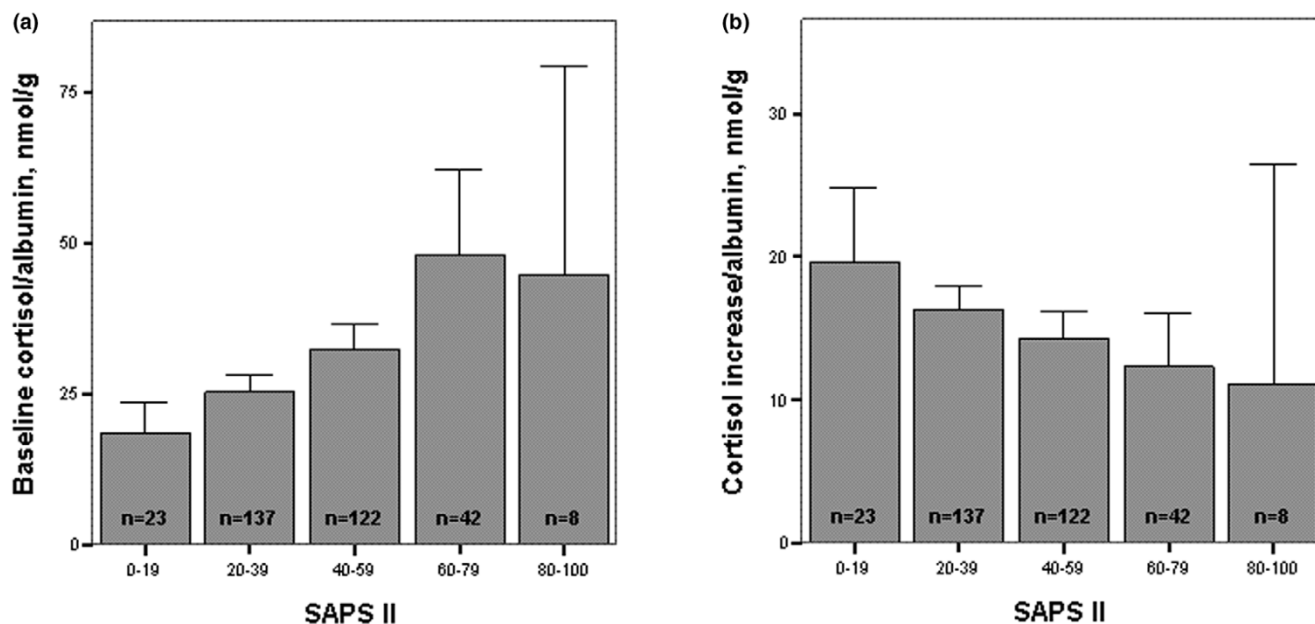 (a)
Baseline cortisol/albumin, nmol/g
75
50
25
0
n=23 n=137 n=122 n=42 n=8
0-19 20-39 40-59 60-79 80-100
SAPS II
(b)
Cortisol increase/albumin, nmol/g
30
20
10
0
n=23 n=137 n=122 n=42 n=8
0-19 20-39 40-59 60-79 80-100
SAPS II